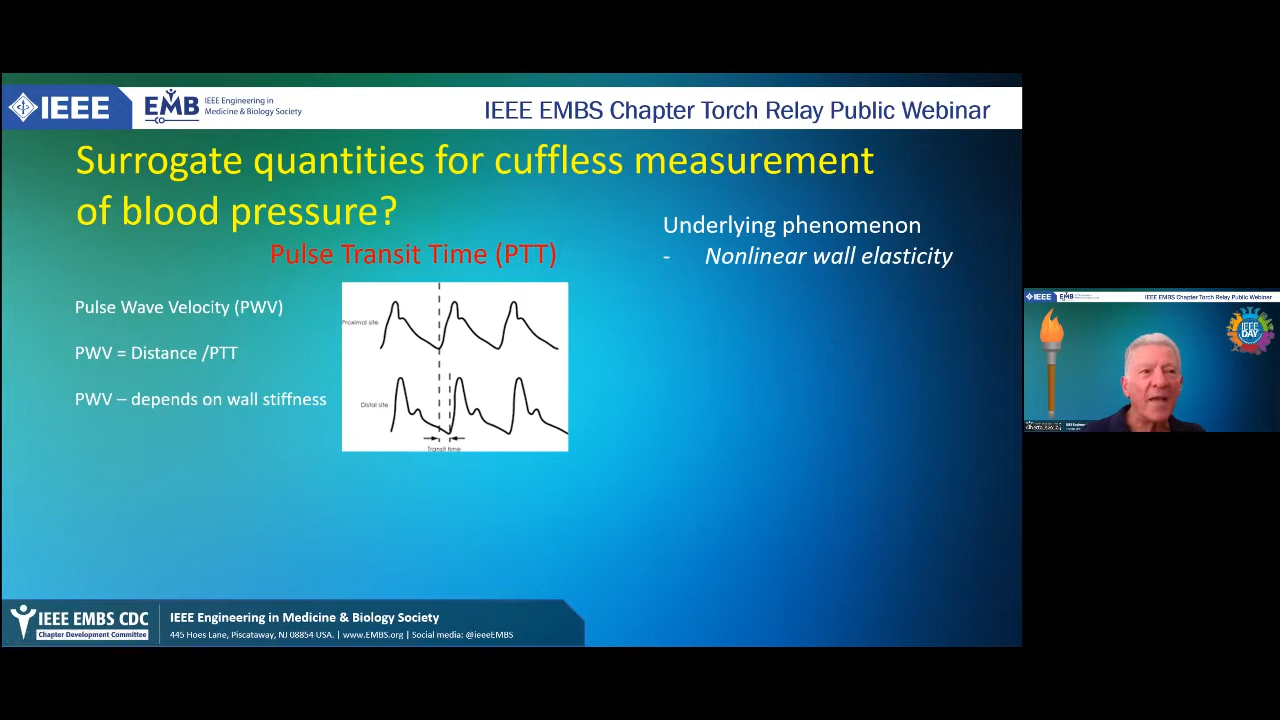 IEEE
EMB
IEEE Engineering in
Medicine & Biology Society
IEEE EMBS Chapter Torch Relay Public Webinar
Surrogate quantities for cuffless measurement
of blood pressure?
Pulse Transit Time (PTT)
Underlying phenomenon
- Nonlinear wall elasticity
Pulse Wave Velocity (PWV)
PWV = Distance /PTT
PWV – depends on wall stiffness
Proximal site
Distal site
Transit time
IEEE EMBS CDC
Chapter Development Committee
IEEE Engineering in Medicine & Biology Society
445 Hoes Lane, Piscataway, NJ 08854 USA. | www.EMBS.org | Social media: @ieeeEMBS
IEEE
EMB
IEEE EMBS Chapter Torch Relay Public Webinar
IEEE
DAY